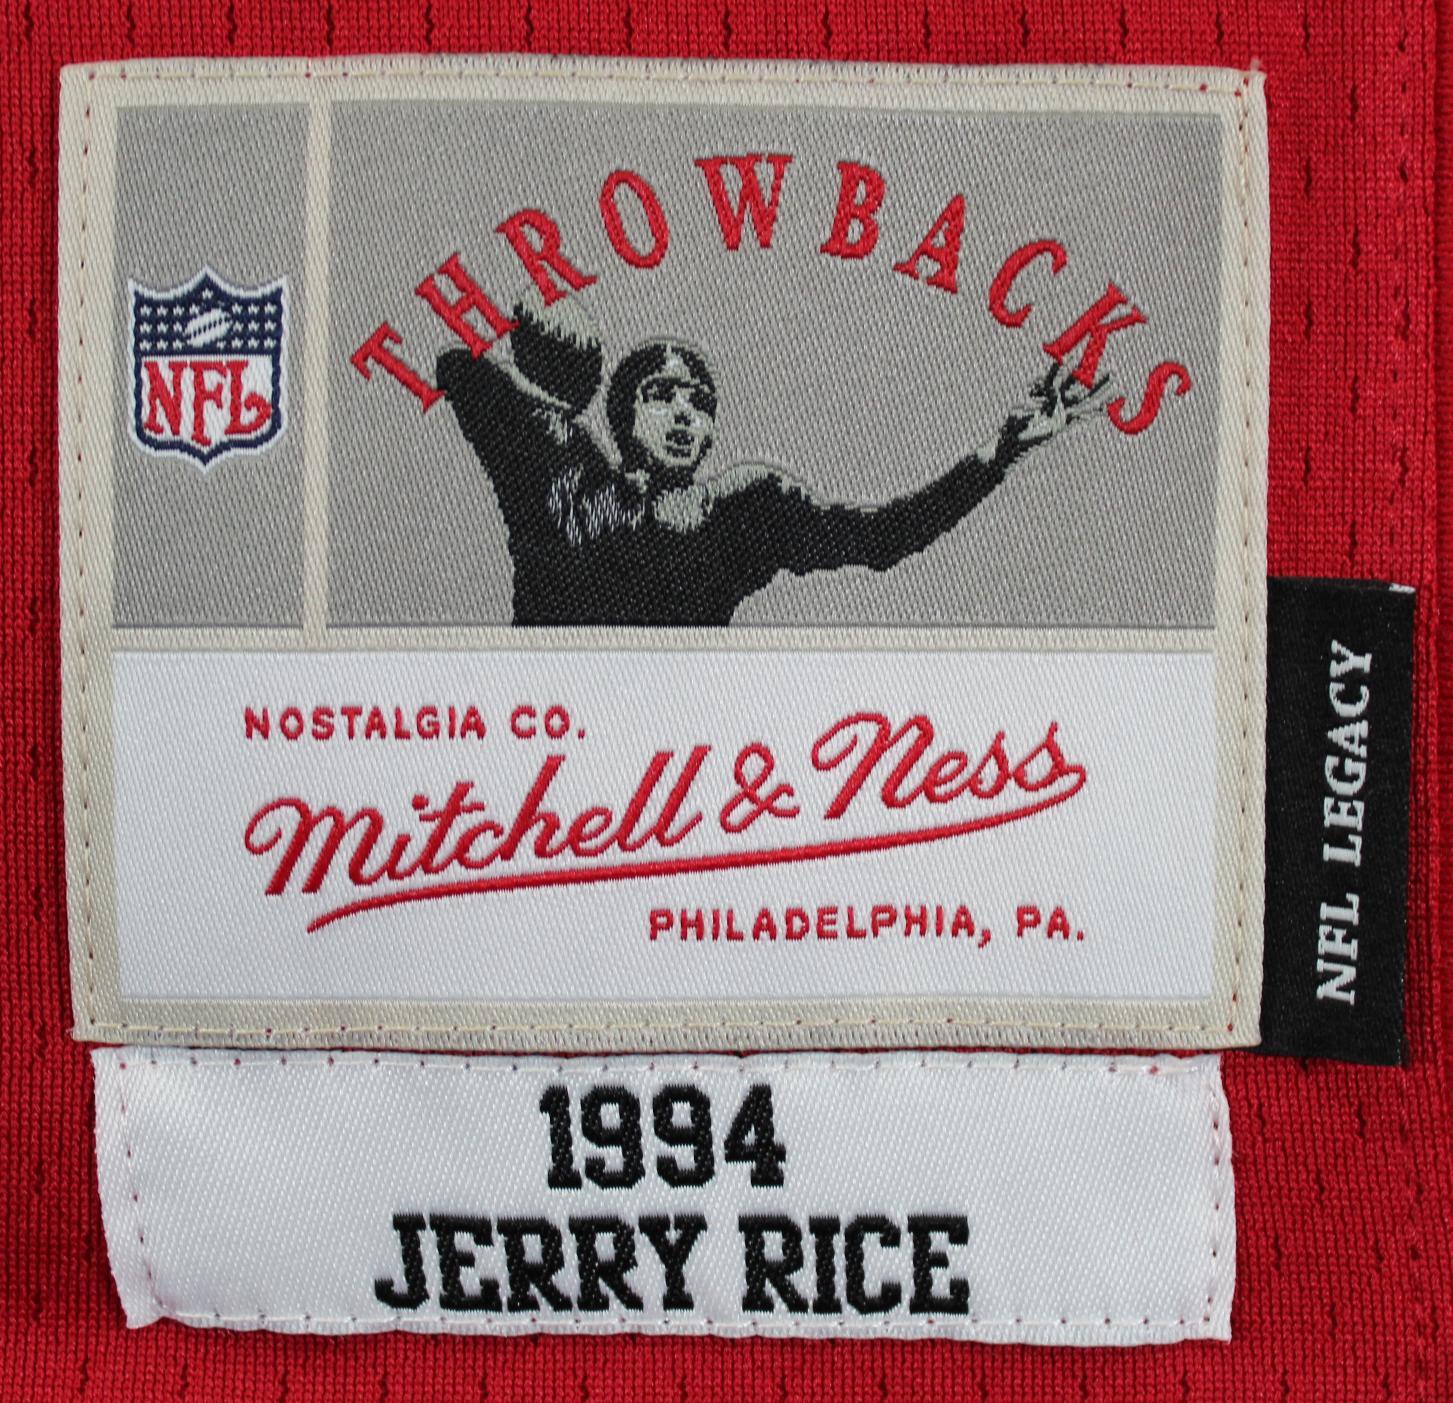 THROWBACKS
NFL
NOSTALGIA CO.
Mitchell & Ness
PHILADELPHIA, PA.
NFL LEGACY
1994
JERRY RICE